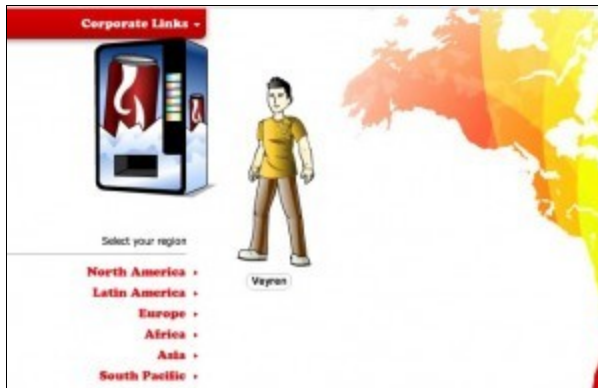 Corporate Links
Select your region
Veyron
North America
Latin America
Europe
Africa
Asia
South Pacific